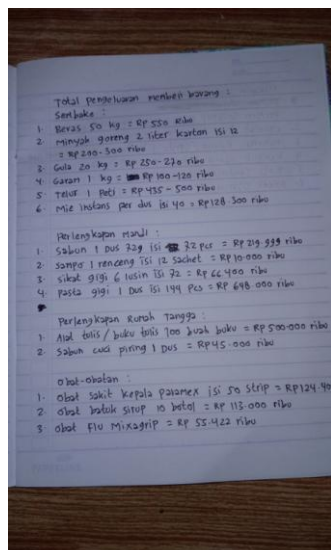 Total Pengeluaran membeli barang :
Sembako :
1. Beras 50 kg = Rp 550 Ribu
2. Minyak goreng 2 liter karton isi 12
= Rp 200-300 Ribu
3. Gula 20 kg = Rp 250-270 ribu
4. Garam 1 kg = Rp 100-120 ribu
5. Telur 1 Peti = Rp 435 - 500 ribu
6. Mie instans per dus isi 40 = Rp 128.500 ribu
Perlengkapan Mandi :
1. Sabun 1 Dus 72g isi 72 pcs = Rp 219.999 ribu
2. Sampo 1 renceng isi 12 sachet = Rp 10.000 ribu
3. sikat gigi 6 lusin isi 72 = Rp 66.400 ribu
4. Pasta gigi 1 Dus isi 144 Pcs = Rp 648.000 ribu
Perlengkapan Rumah Tangga :
1. Alat tulis / buku tulis 100 buah buku = Rp 500.000 ribu
2. Sabun cuci piring 1 Dus = Rp 45.000 ribu
Obat-obatan :
1. obat sakit kepala paramex isi 50 strip = Rp 124.40
2. obat batuk sirup 10 botol = Rp 113.000 ribu
3. obat Flu Mixagrip = Rp 55.422 ribu